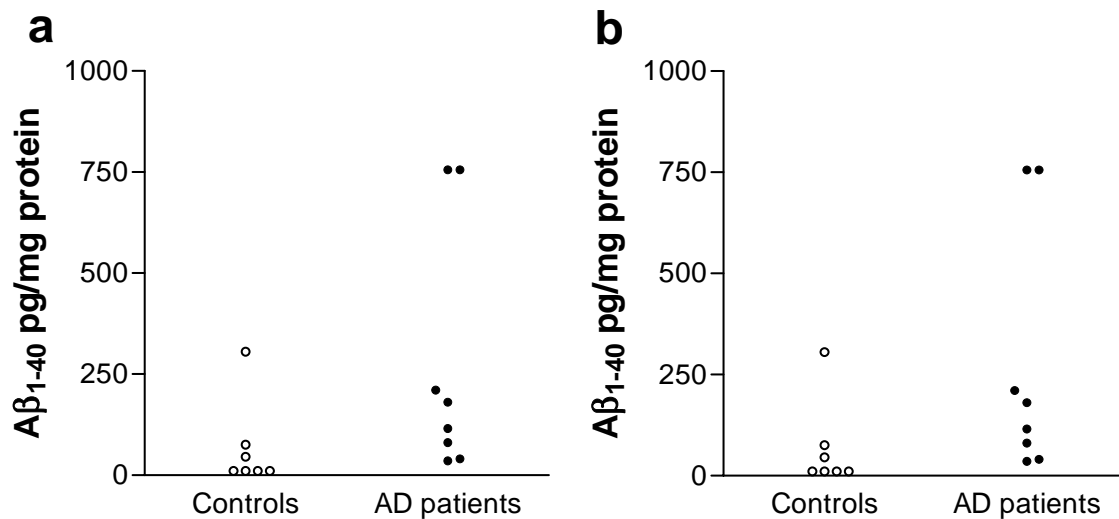 a
1000
750
500
250
0
Aβ1-40 pg/mg protein
Controls AD patients
b
1000
750
500
250
0
Aβ1-40 pg/mg protein
Controls AD patients